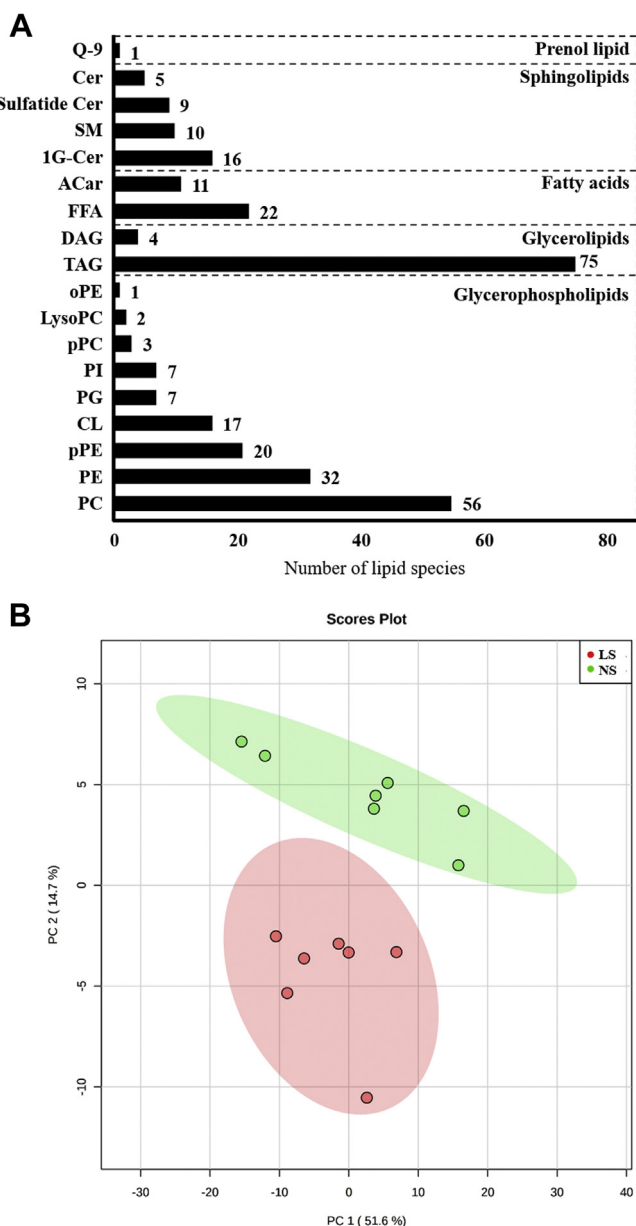 A
Q-9 1 Prenol lipid
Cer 5 Sphingolipids
Sulfatide Cer 9
SM 10
1G-Cer 16
ACar 11 Fatty acids
FFA 22
DAG 4 Glycerolipids
TAG 75
oPE 1 Glycerophospholipids
LysoPC 2
pPC 3
PI 7
PG 7
CL 17
pPE 20
PE 32
PC 56
0 20 40 60 80
Number of lipid species
B
Scores Plot
LS
NS
10
5
0
-5
-10
PC 2 ( 14.7 %)
-30 -20 -10 0 10 20 30 40
PC 1 ( 51.6 %)